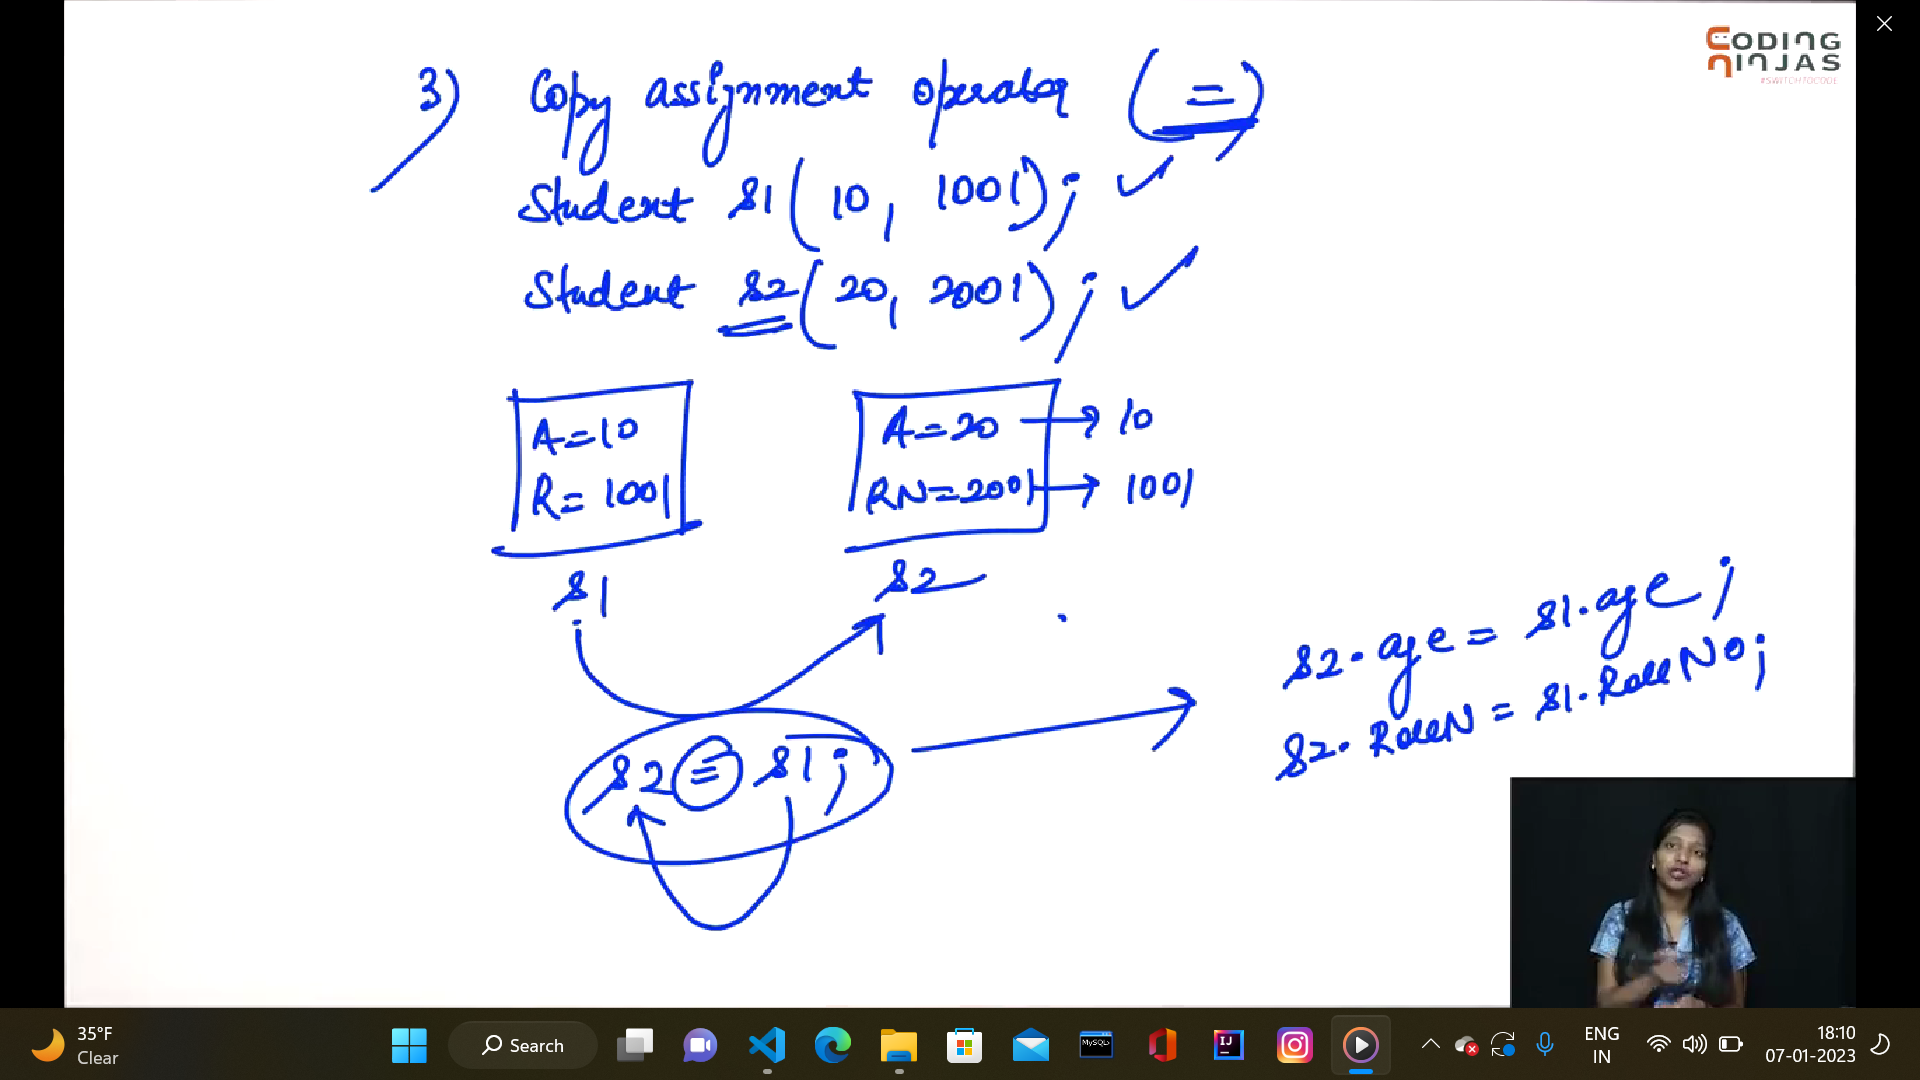 CODING
NINJAS
#SWITCHTOCODE
3) Copy assignment operator (=)
Student S1(10, 1001);
Student S2(20, 2001);
A=10
R=1001
A=20 → 10
RN=2001 → 1001
S1
S2
S2 = S1;
S2.age = S1.age;
S2.RollN = S1.RollNo;
35°F
Clear
Search
MySQL
IJ
ENG
IN
18:10
07-01-2023